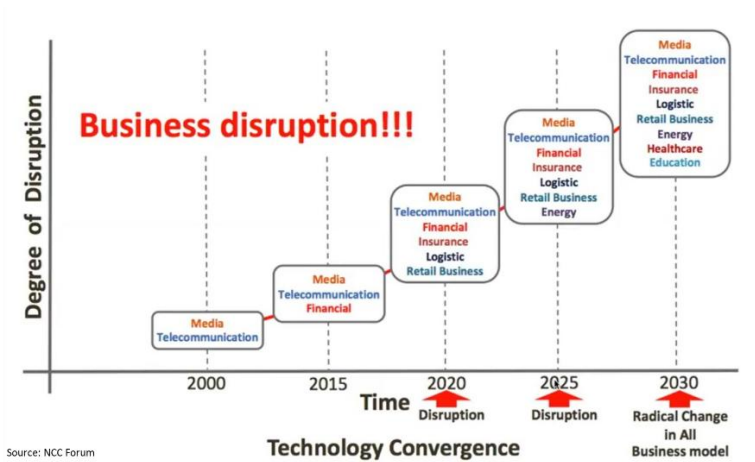 Business disruption!!!
Degree of Disruption
Media
Telecommunication
Media
Telecommunication
Financial
Media
Telecommunication
Financial
Insurance
Logistic
Retail Business
Media
Telecommunication
Financial
Insurance
Logistic
Retail Business
Energy
Media
Telecommunication
Financial
Insurance
Logistic
Retail Business
Energy
Healthcare
Education
2000
2015
2020
2025
2030
Time
Disruption
Disruption
Radical Change
in All
Business model
Technology Convergence
Source: NCC Forum